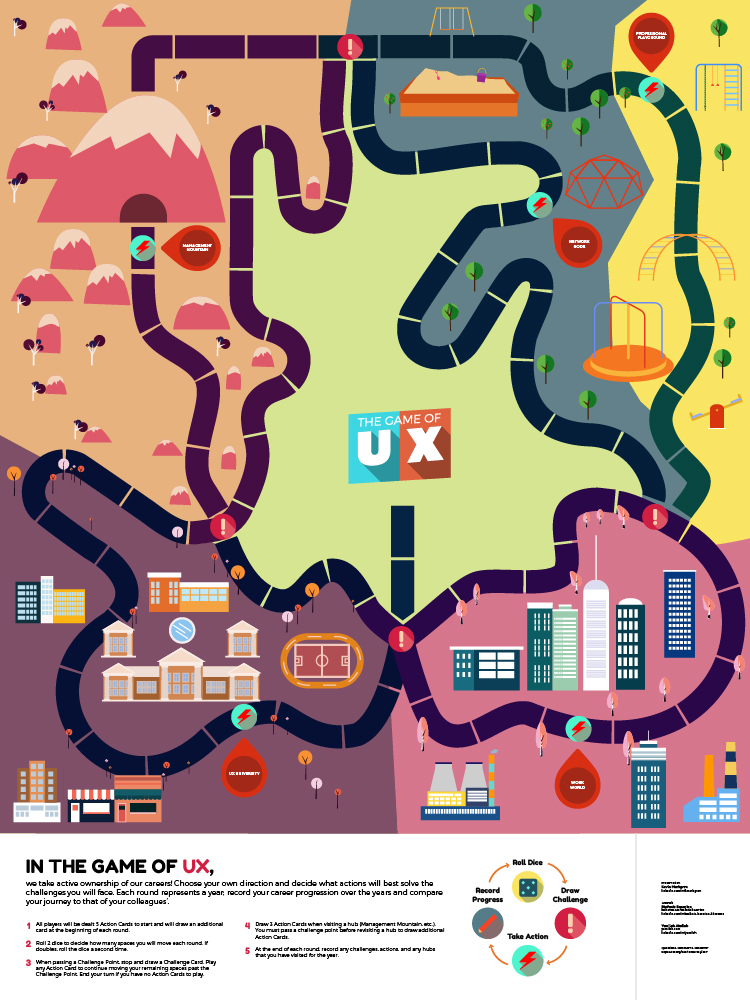 PROFESSIONAL
PLAYGROUND
MANAGEMENT
MOUNTAIN
NETWORK
NOOK
THE GAME OF
UX
UX UNIVERSITY
WORK
WORLD
IN THE GAME OF UX,
we take active ownership of our careers! Choose your own direction and decide what actions will best solve the
challenges you will face. Each round represents a year, record your career progression over the years and compare
your journey to that of your colleagues'.
1 All players will be dealt 5 Action Cards to start and will draw an additional
card at the beginning of each round.
2 Roll 2 dice to decide how many spaces you will move each round. If
doubles, roll the dice a second time.
3 When passing a Challenge Point, stop and draw a Challenge Card. Play
any Action Card to continue moving your remaining spaces past the
Challenge Point. End your turn if you have no Action Cards to play.
4 Draw 3 Action Cards when visiting a hub (Management Mountain, etc.).
You must pass a challenge point before revisiting a hub to draw additional
Action Cards.
5 At the end of each round, record any challenges, actions, and any hubs
that you have visited for the year.
Roll Dice
Draw
Challenge
Take Action
Record
Progress